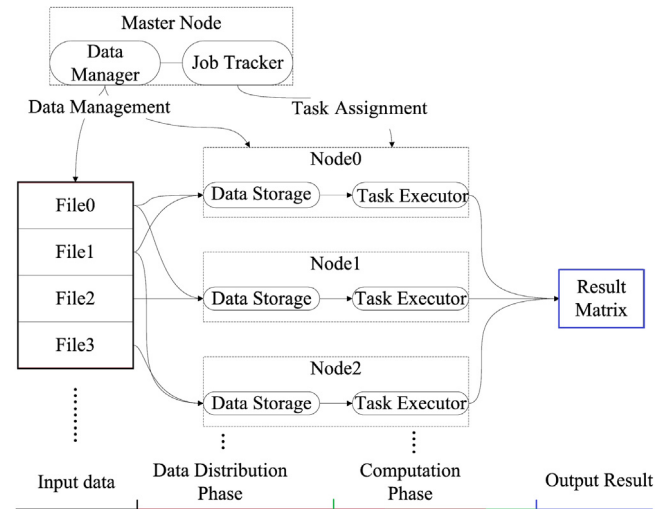 Master Node
Data
Manager
Job Tracker
Data Management
Task Assignment
Node0
File0
Data Storage
Task Executor
File1
Node1
File2
Data Storage
Task Executor
File3
Node2
Data Storage
Task Executor
Result
Matrix
Input data
Data Distribution
Phase
Computation
Phase
Output Result